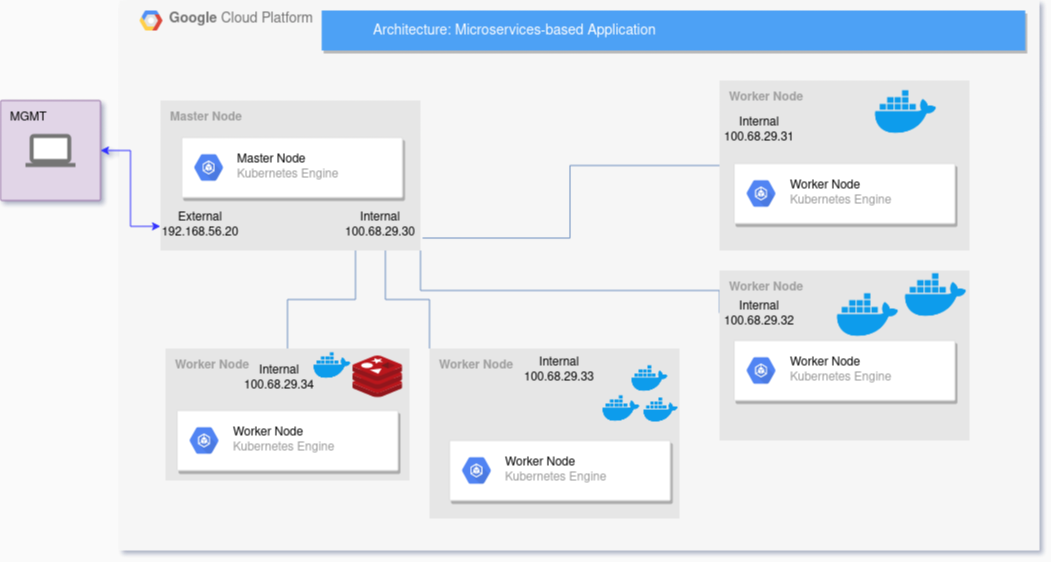 Google Cloud Platform
Architecture: Microservices-based Application
MGMT
Master Node
Master Node
Kubernetes Engine
External
192.168.56.20
Internal
100.68.29.30
Worker Node
Internal
100.68.29.31
Worker Node
Kubernetes Engine
Worker Node
Internal
100.68.29.32
Worker Node
Kubernetes Engine
Worker Node
Internal
100.68.29.34
Worker Node
Kubernetes Engine
Worker Node
Internal
100.68.29.33
Worker Node
Kubernetes Engine